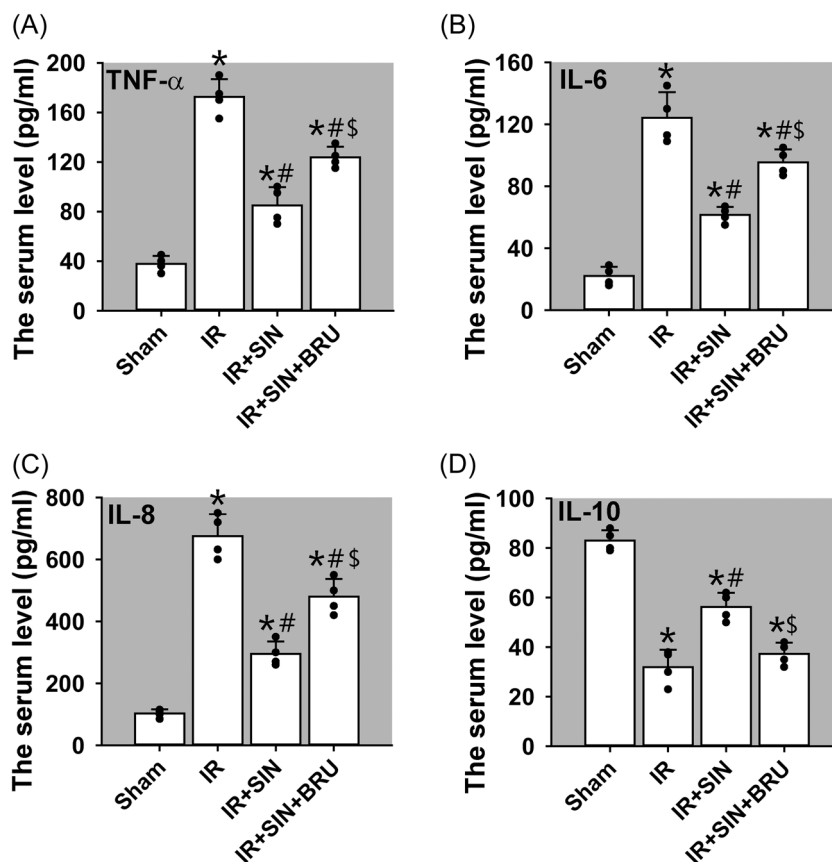 (A)
The serum level (pg/ml)
TNF-α
200
160
120
80
40
0
*
*#
*#$
Sham
IR
IR+SIN
IR+SIN+BRU
(B)
The serum level (pg/ml)
IL-6
160
120
80
40
0
*
*#
*#$
Sham
IR
IR+SIN
IR+SIN+BRU
(C)
The serum level (pg/ml)
IL-8
800
600
400
200
0
*
*#
*#$
Sham
IR
IR+SIN
IR+SIN+BRU
(D)
The serum level (pg/ml)
IL-10
100
80
60
40
20
0
*
*#
*$
Sham
IR
IR+SIN
IR+SIN+BRU